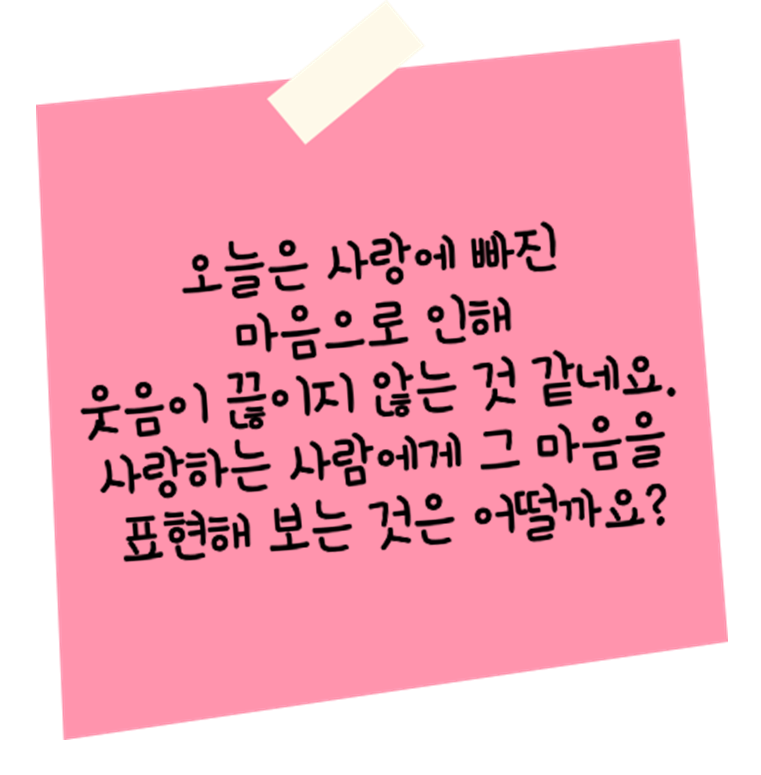 오늘은 사랑에 빠진
마음으로 인해
웃음이 끊이지 않는 것 같네요.
사랑하는 사람에게 그 마음을
표현해 보는 것은 어떨까요?